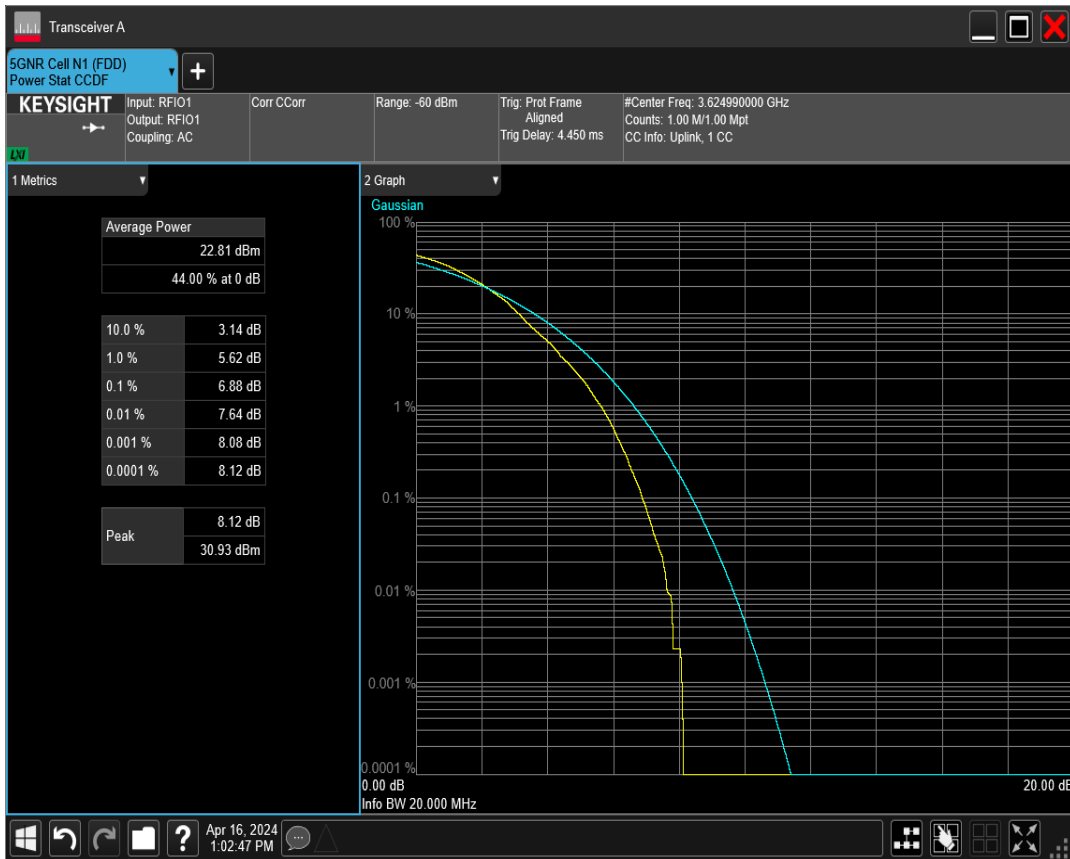 Transceiver A
5GNR Cell N1 (FDD)
Power Stat CCDF
KEYSIGHT
LXI
Input: RFIO1
Output: RFIO1
Coupling: AC
Corr CCorr
Range: -60 dBm
Trig: Prot Frame
Aligned
Trig Delay: 4.450 ms
#Center Freq: 3.624990000 GHz
Counts: 1.00 M/1.00 Mpt
CC Info: Uplink, 1 CC
1 Metrics
Average Power
22.81 dBm
44.00 % at 0 dB
10.0 % 3.14 dB
1.0 % 5.62 dB
0.1 % 6.88 dB
0.01 % 7.64 dB
0.001 % 8.08 dB
0.0001 % 8.12 dB
Peak
8.12 dB
30.93 dBm
2 Graph
Gaussian
100 %
10 %
1 %
0.1 %
0.01 %
0.001 %
0.0001 %
0.00 dB 20.00 dB
Info BW 20.000 MHz
?
Apr 16, 2024
1:02:47 PM